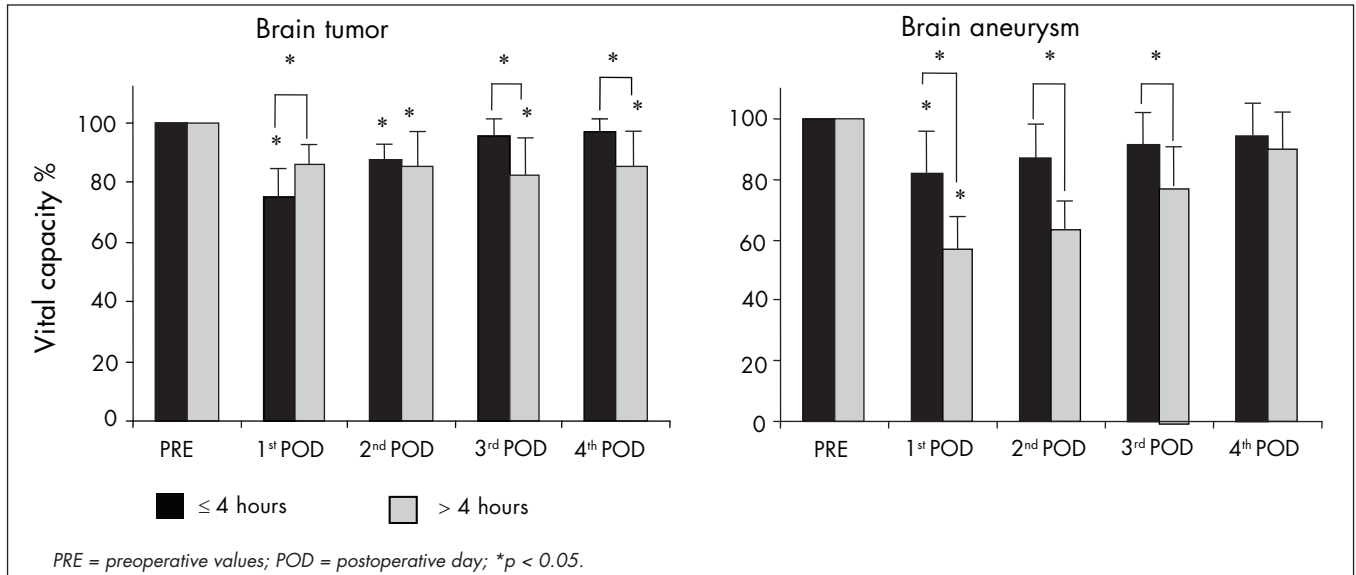 Brain tumor
* * * *
* * * * *
Vital capacity %
100
80
60
40
20
0
PRE 1st POD 2nd POD 3rd POD 4th POD
Brain aneurysm
* * *
*
*
100
80
60
40
20
0
PRE 1st POD 2nd POD 3rd POD 4th POD
≤ 4 hours > 4 hours
PRE = preoperative values; POD = postoperative day; *p < 0.05.